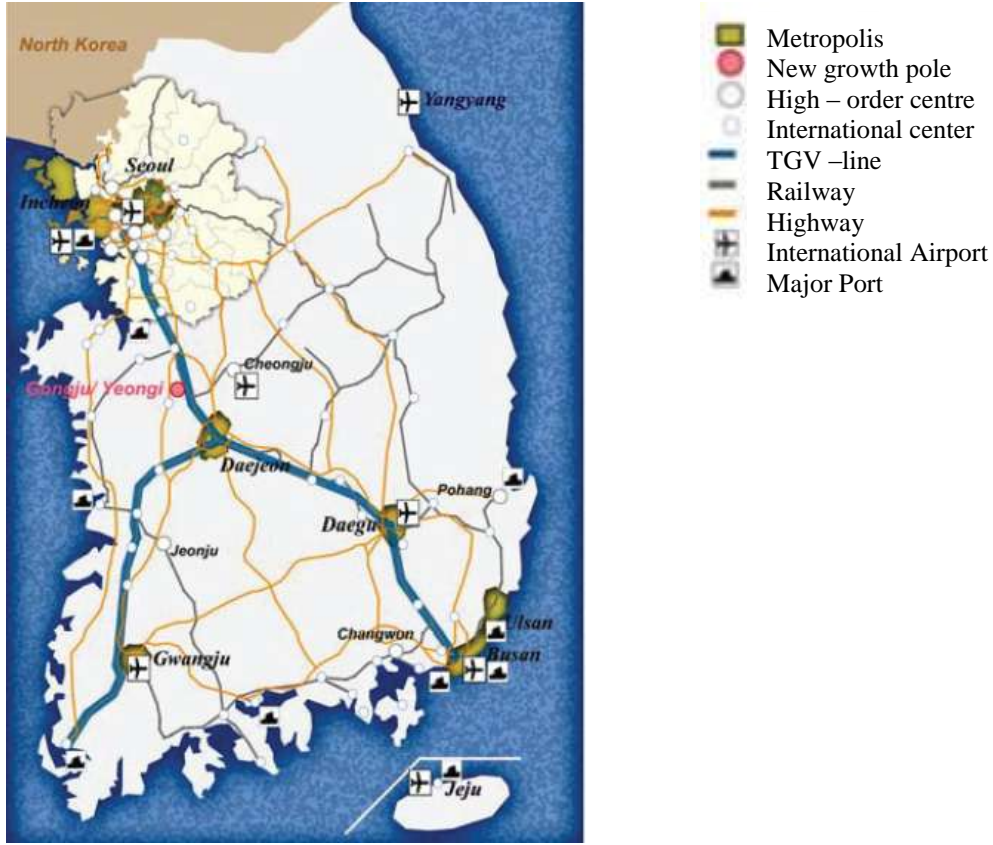 North Korea
Yangyang
Seoul
Incheon
Cheongju
Gongju/ Yeongi
Daejeon
Pohang
Daegu
Jeonju
Ulsan
Changwon
Busan
Gwangju
Jeju
Metropolis
New growth pole
High – order centre
International center
TGV –line
Railway
Highway
International Airport
Major Port